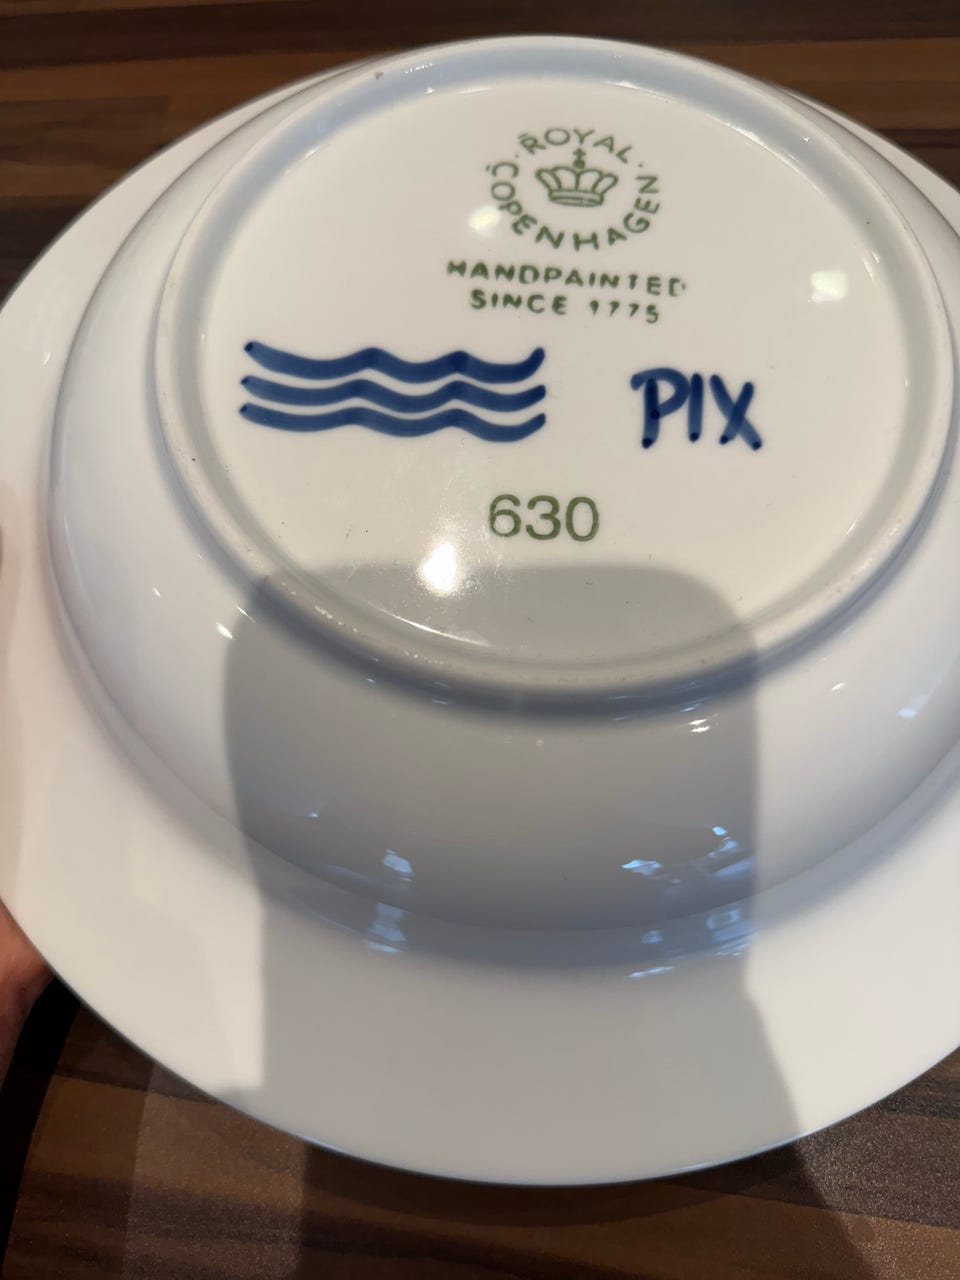 ROYAL
COPENHAGEN
HANDPAINTED
SINCE 1775
PIX
630